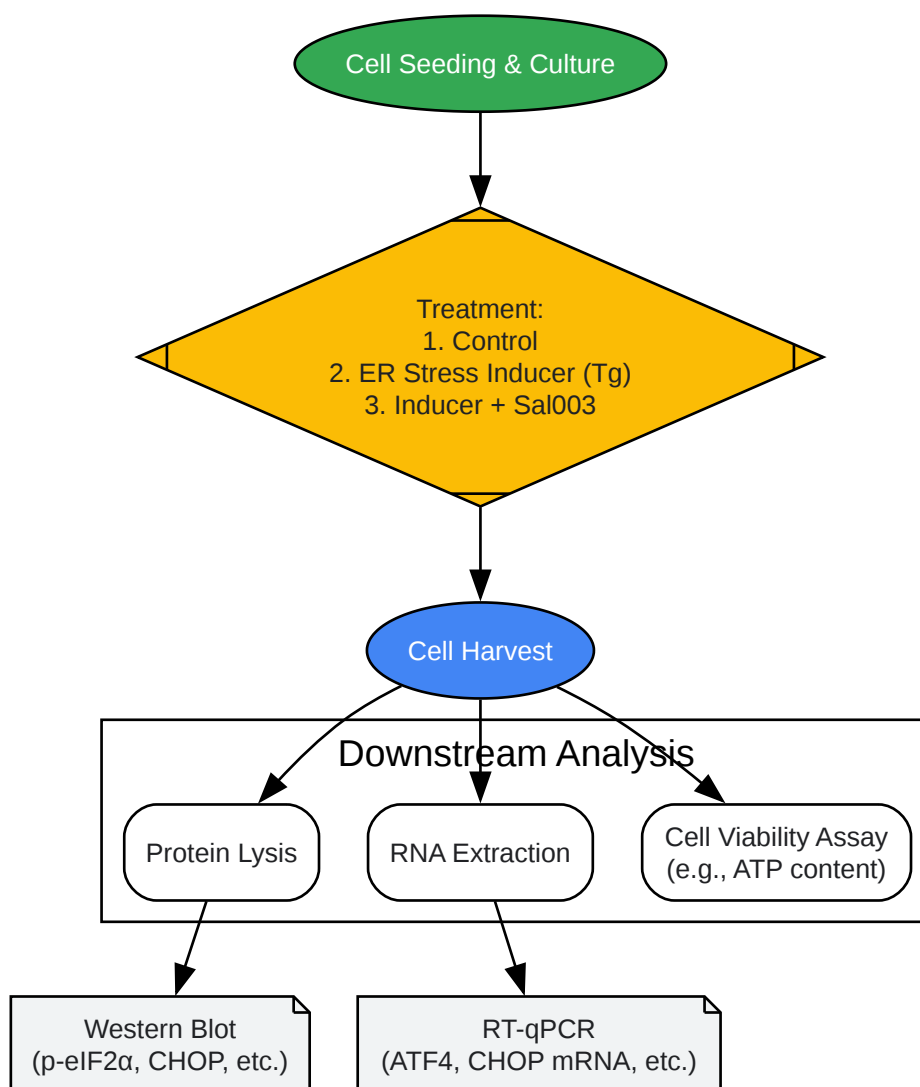 Cell Seeding & Culture
Treatment:
1. Control
2. ER Stress Inducer (Tg)
3. Inducer + Sal003
Cell Harvest
Downstream Analysis
Protein Lysis
RNA Extraction
Cell Viability Assay
(e.g., ATP content)
Western Blot
(p-eIF2α, CHOP, etc.)
RT-qPCR
(ATF4, CHOP mRNA, etc.)